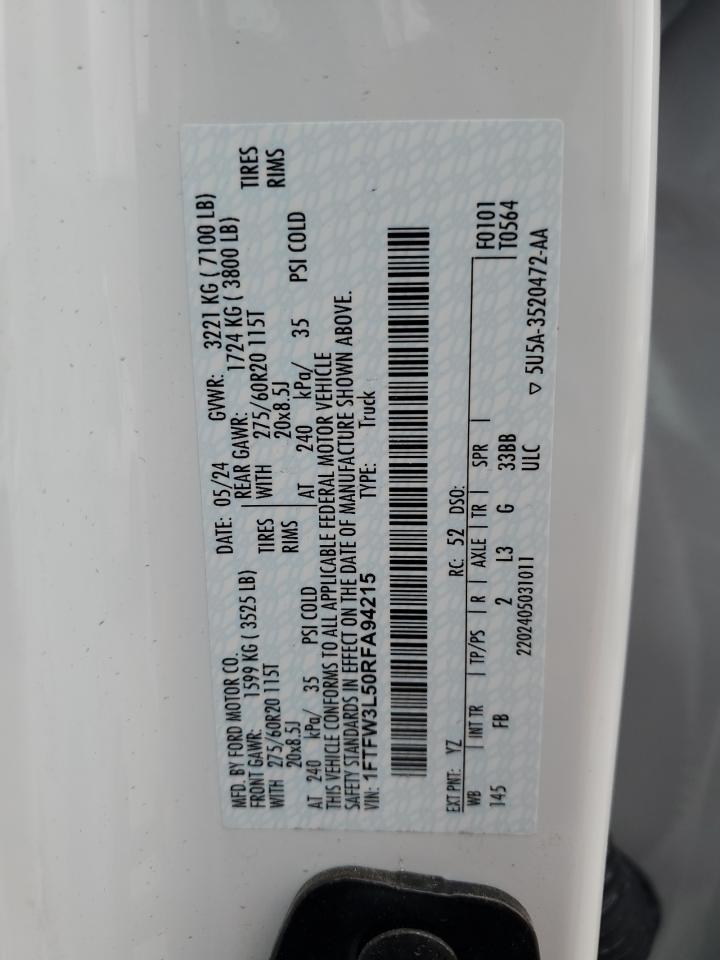 MFD. BY FORD MOTOR CO.
DATE: 05/24 GVWR: 3221 KG ( 7100 LB)
FRONT GAWR: 1599 KG ( 3525 LB) REAR GAWR: 1724 KG ( 3800 LB)
WITH 275/60R20 115T TIRES WITH 275/60R20 115T TIRES
20x8.5J RIMS 20x8.5J RIMS
AT 240 kPa/ 35 PSI COLD AT 240 kPa/ 35 PSI COLD
THIS VEHICLE CONFORMS TO ALL APPLICABLE FEDERAL MOTOR VEHICLE
SAFETY STANDARDS IN EFFECT ON THE DATE OF MANUFACTURE SHOWN ABOVE.
VIN: 1FTFW3L50RFA94215 TYPE: Truck
EXT PNT: YZ RC: 52 DSO: F0101
WB INT TR TP/PS R AXLE TR SPR T0564
145 FB 2 L3 G 33BB
2202405031011 ULC ▽ 5U5A-3520472-AA